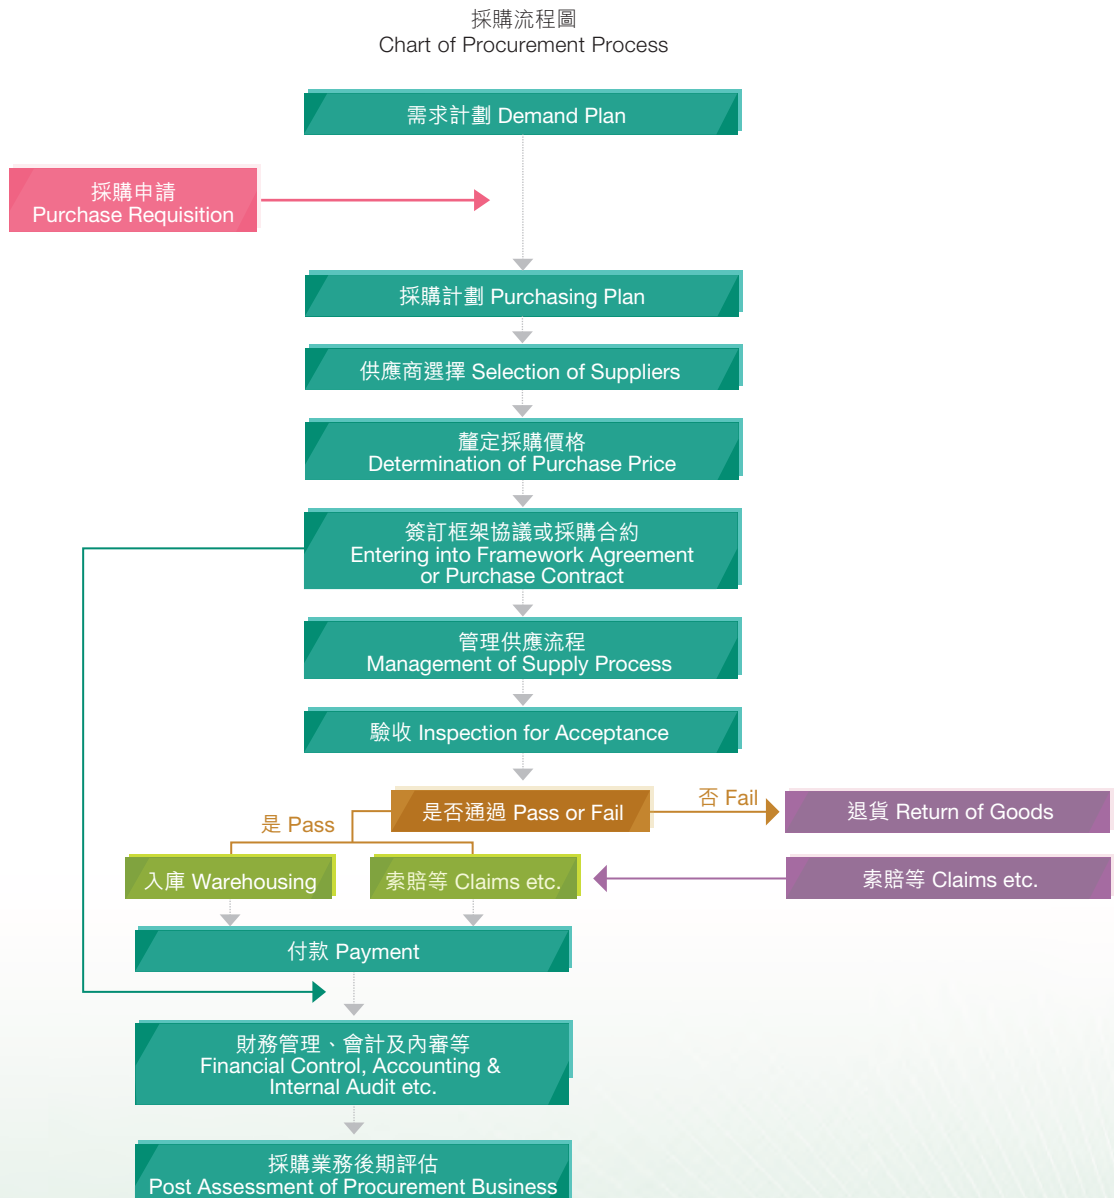 採購流程圖
Chart of Procurement Process
需求計劃 Demand Plan
採購申請
Purchase Requisition
採購計劃 Purchasing Plan
供應商選擇 Selection of Suppliers
釐定採購價格
Determination of Purchase Price
簽訂框架協議或採購合約
Entering into Framework Agreement
or Purchase Contract
管理供應流程
Management of Supply Process
驗收 Inspection for Acceptance
是否通過 Pass or Fail
否 Fail
退貨 Return of Goods
是 Pass
入庫 Warehousing
索賠等 Claims etc.
索賠等 Claims etc.
付款 Payment
財務管理、會計及內審等
Financial Control, Accounting &
Internal Audit etc.
採購業務後期評估
Post Assessment of Procurement Business